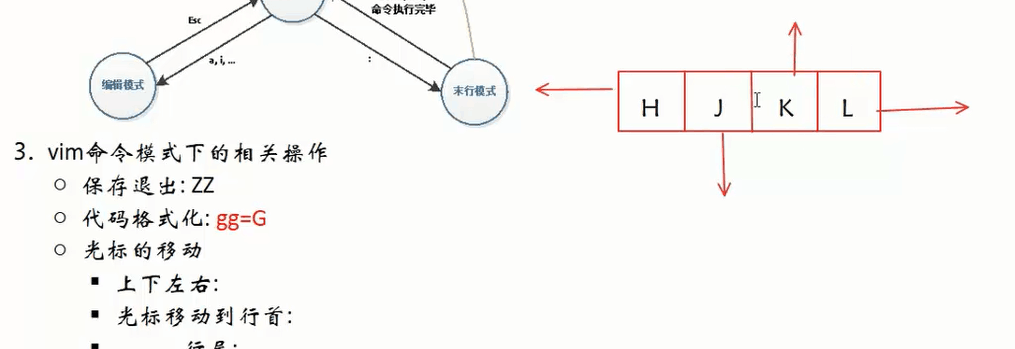 命令执行完毕
Esc
a, i, ...
:
编辑模式
末行模式
H J K L
3. vim命令模式下的相关操作
保存退出: ZZ
代码格式化: gg=G
光标的移动
上下左右:
光标移动到行首:
行尾: